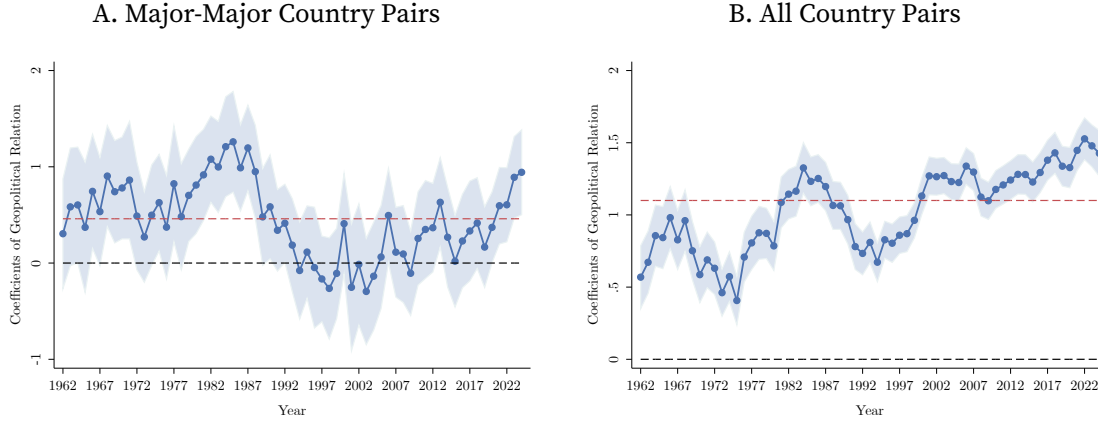 A. Major-Major Country Pairs
Coefficients of Geopolitical Relation
2
1
0
-1
1962 1967 1972 1977 1982 1987 1992 1997 2002 2007 2012 2017 2022
Year
B. All Country Pairs
Coefficients of Geopolitical Relation
2
1.5
1
.5
0
1962 1967 1972 1977 1982 1987 1992 1997 2002 2007 2012 2017 2022
Year